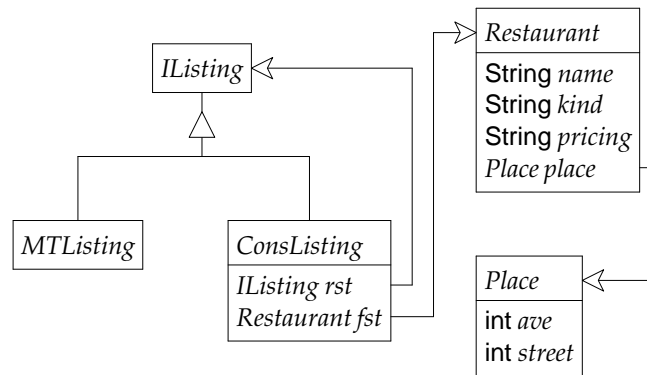 IListing
MTListing
ConsListing
IListing rst
Restaurant fst
Restaurant
String name
String kind
String pricing
Place place
Place
int ave
int street